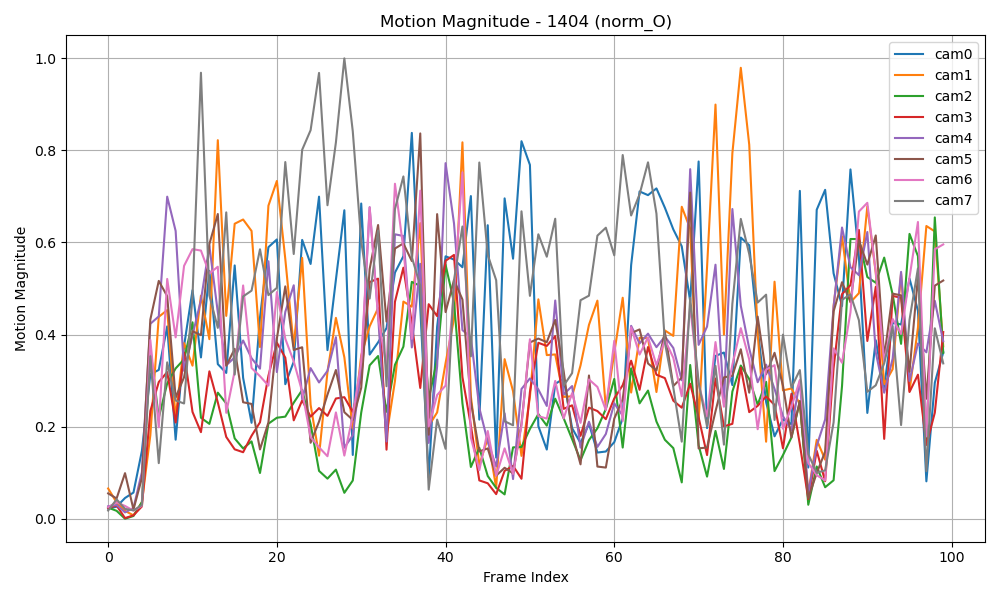 Motion Magnitude - 1404 (norm_O)
Motion Magnitude
1.0
0.8
0.6
0.4
0.2
0.0
0
20
40
60
80
100
Frame Index
cam0
cam1
cam2
cam3
cam4
cam5
cam6
cam7